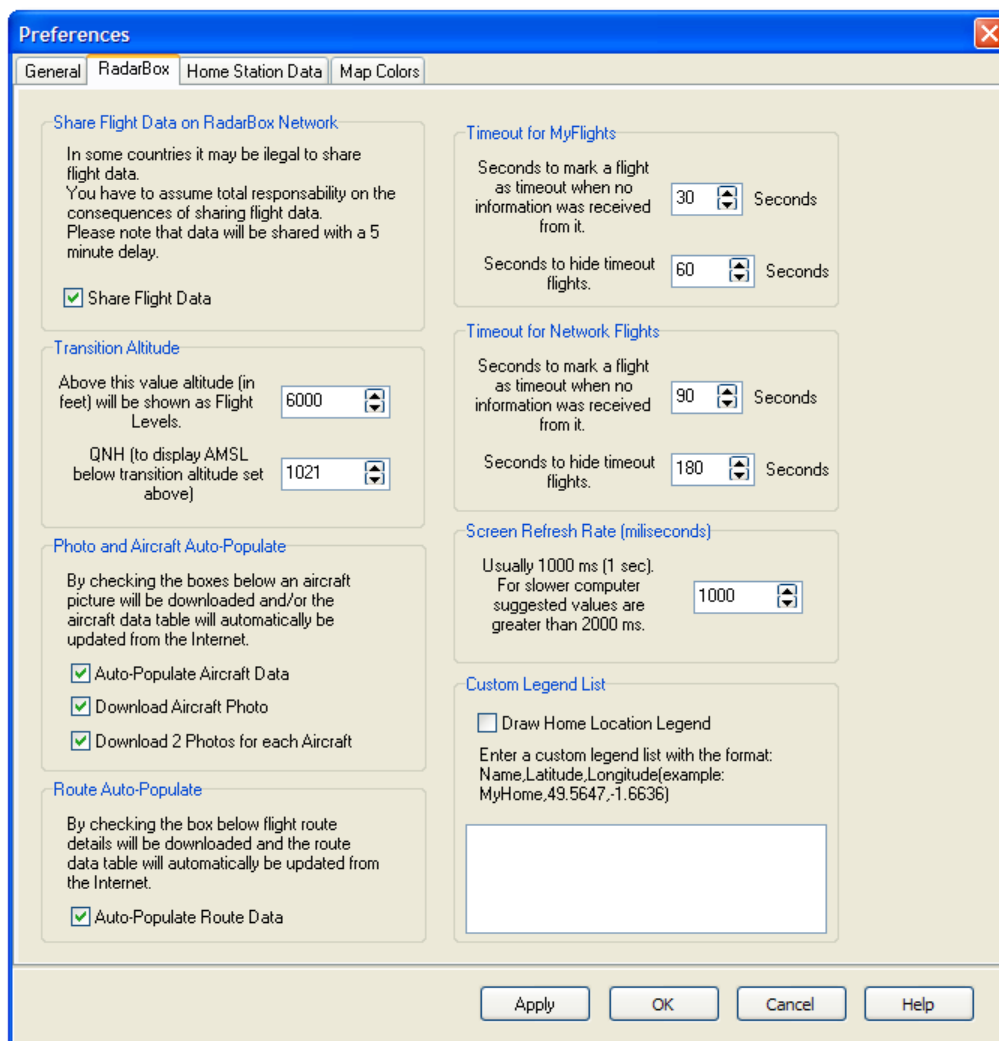 Preferences
General
RadarBox
Home Station Data
Map Colors
Share Flight Data on RadarBox Network
In some countries it may be ilegal to share
flight data.
You have to assume total responsability on the
consequences of sharing flight data.
Please note that data will be shared with a 5
minute delay.
Share Flight Data
Transition Altitude
Above this value altitude (in
feet) will be shown as Flight
Levels.
6000
QNH (to display AMSL
below transition altitude set
above)
1021
Photo and Aircraft Auto-Populate
By checking the boxes below an aircraft
picture will be downloaded and/or the
aircraft data table will automatically be
updated from the Internet.
Auto-Populate Aircraft Data
Download Aircraft Photo
Download 2 Photos for each Aircraft
Route Auto-Populate
By checking the box below flight route
details will be downloaded and the route
data table will automatically be updated from
the Internet.
Auto-Populate Route Data
Timeout for MyFlights
Seconds to mark a flight
as timeout when no
information was received
from it.
30 Seconds
Seconds to hide timeout
flights.
60 Seconds
Timeout for Network Flights
Seconds to mark a flight
as timeout when no
information was received
from it.
90 Seconds
Seconds to hide timeout
flights.
180 Seconds
Screen Refresh Rate (miliseconds)
Usually 1000 ms (1 sec).
For slower computer
suggested values are
greater than 2000 ms.
1000
Custom Legend List
Draw Home Location Legend
Enter a custom legend list with the format:
Name,Latitude,Longitude(example:
MyHome,49.5647,-1.6636)
Apply
OK
Cancel
Help